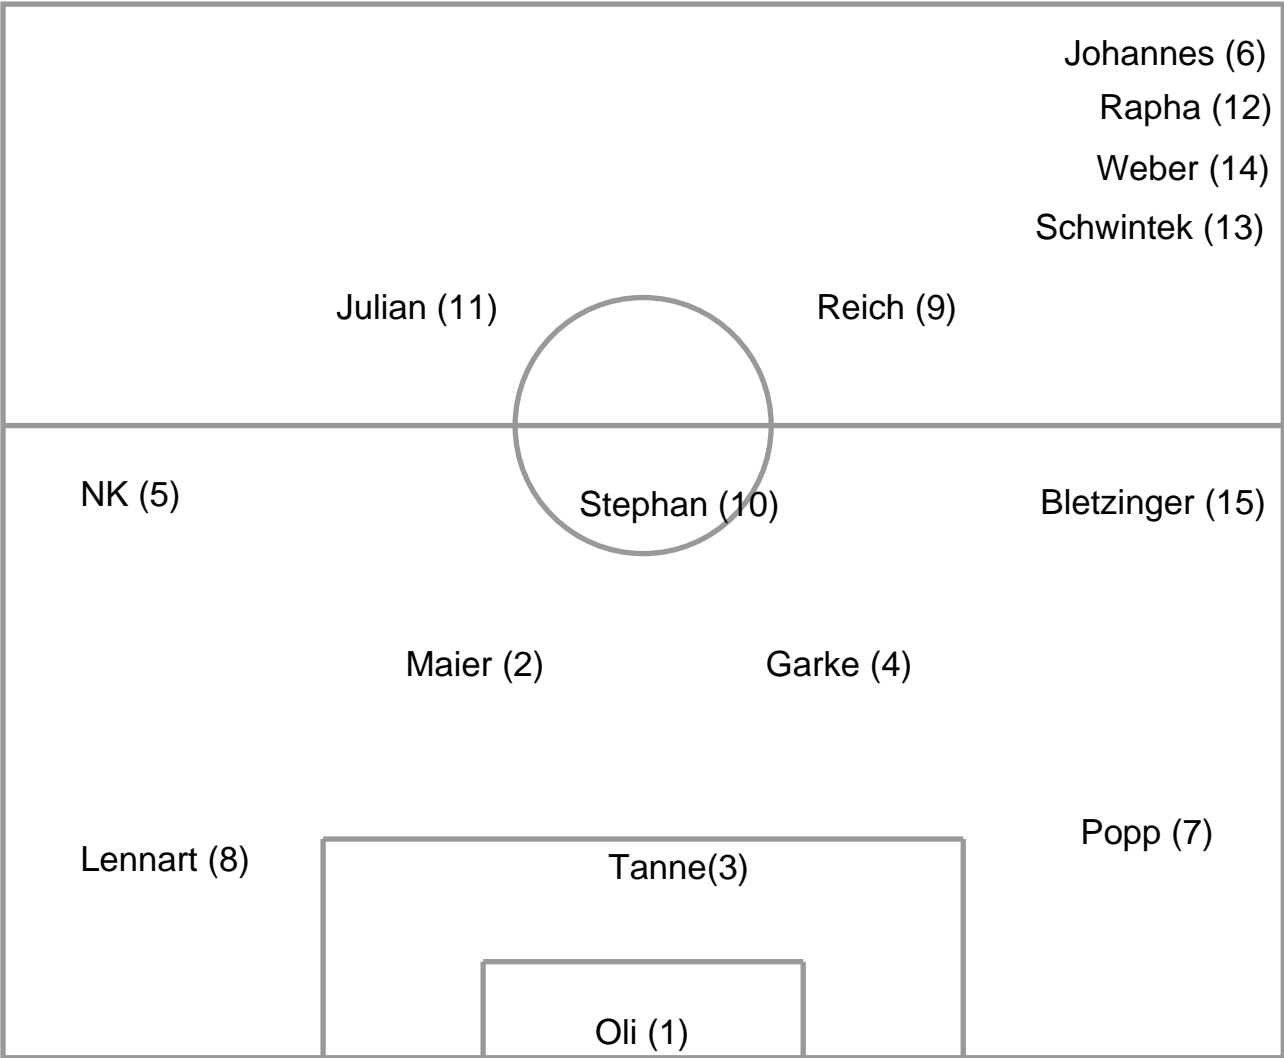 Johannes (6)
Rapha (12)
Weber (14)
Schwintek (13)
Julian (11)
Reich (9)
NK (5)
Stephan (10)
Bletzinger (15)
Maier (2)
Garke (4)
Lennart (8)
Tanne(3)
Popp (7)
Oli (1)